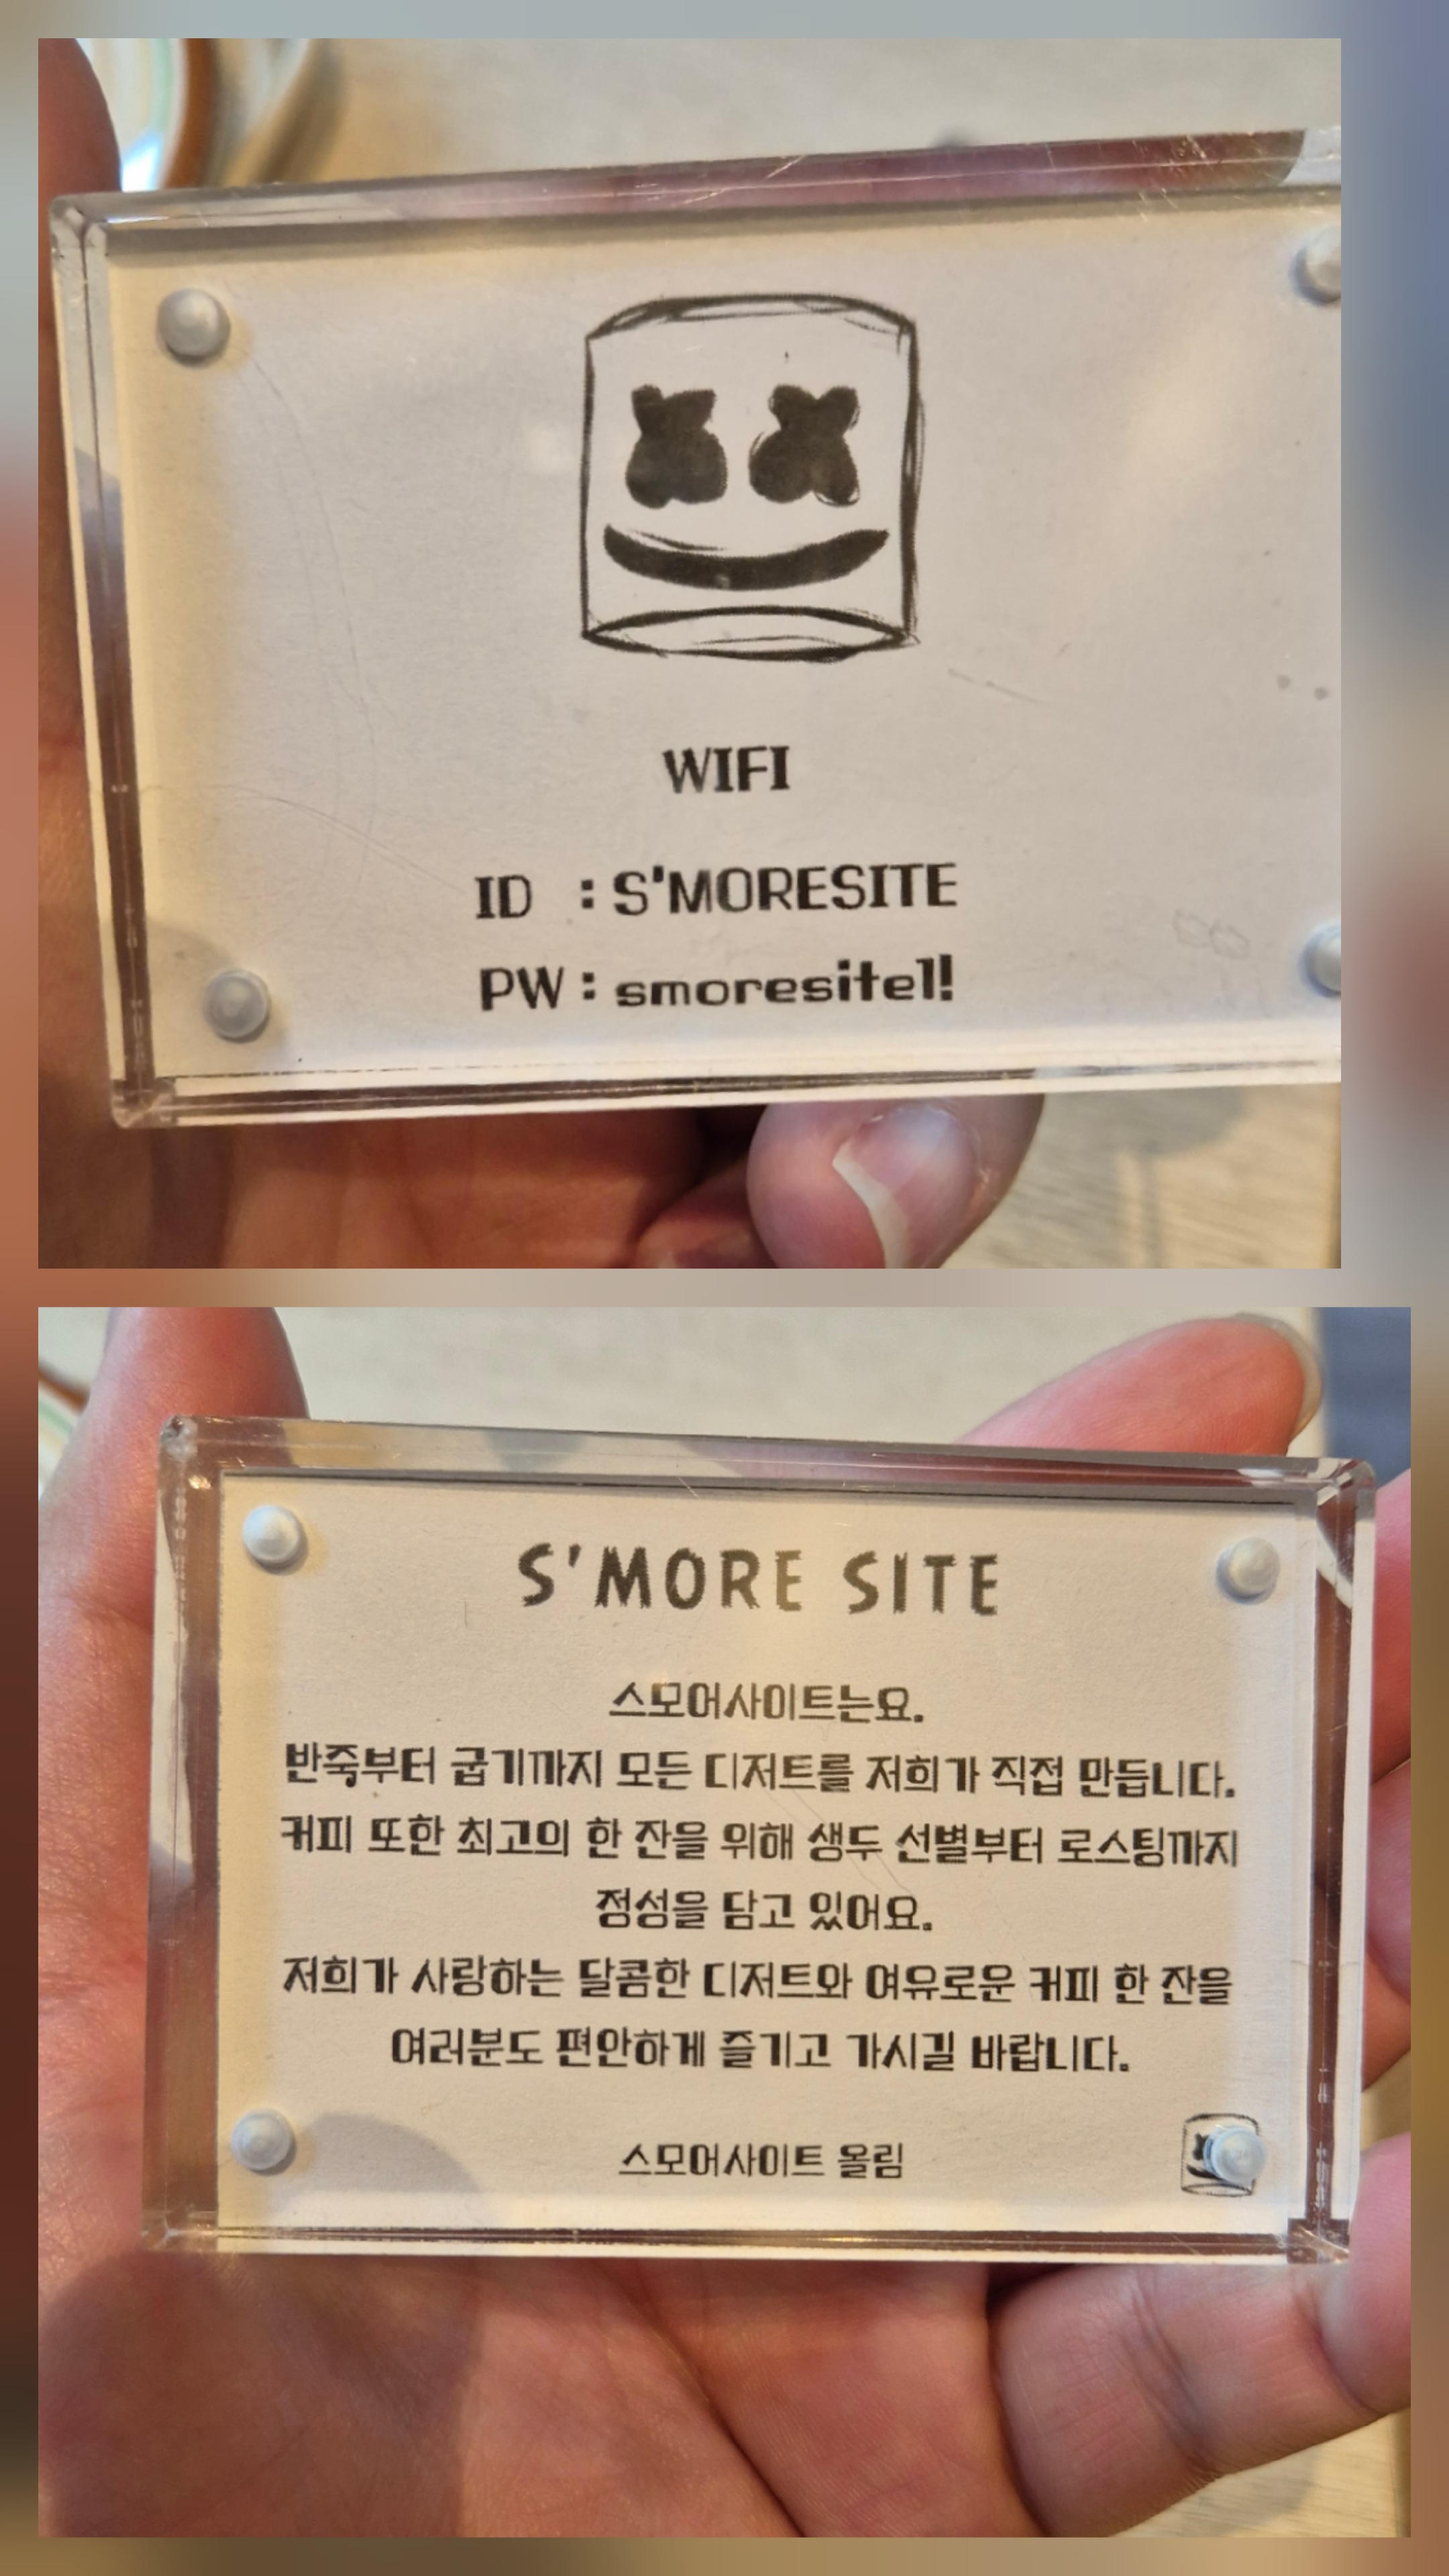 WIFI
ID : S'MORESITE
PW : smoresite1!
S'MORE SITE
스모어사이트는요.
반죽부터 굽기까지 모든 디저트를 저희가 직접 만듭니다.
커피 또한 최고의 한 잔을 위해 생두 선별부터 로스팅까지
정성을 담고 있어요.
저희가 사랑하는 달콤한 디저트와 여유로운 커피 한 잔을
여러분도 편안하게 즐기고 가시길 바랍니다.
스모어사이트 올림